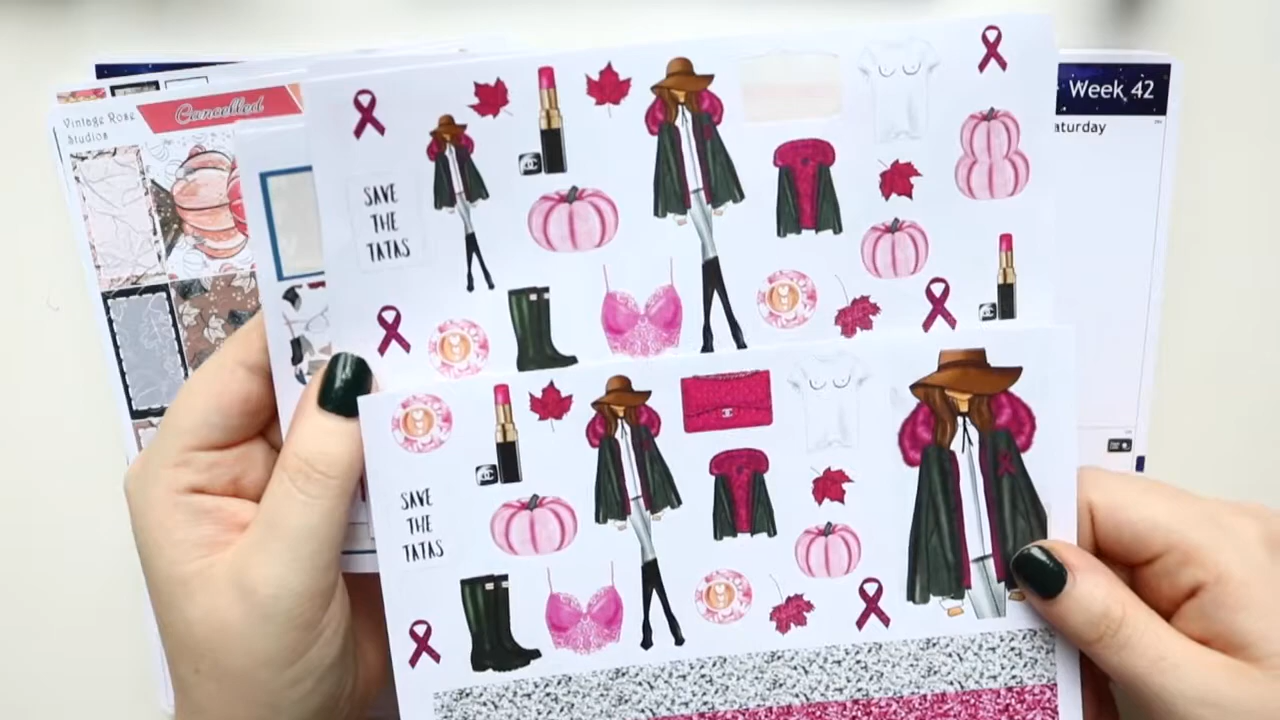 Vintage Rose
Studios
Cancelled
Week 42
aturday
SAVE
THE
TATAS
SAVE
THE
TATAS